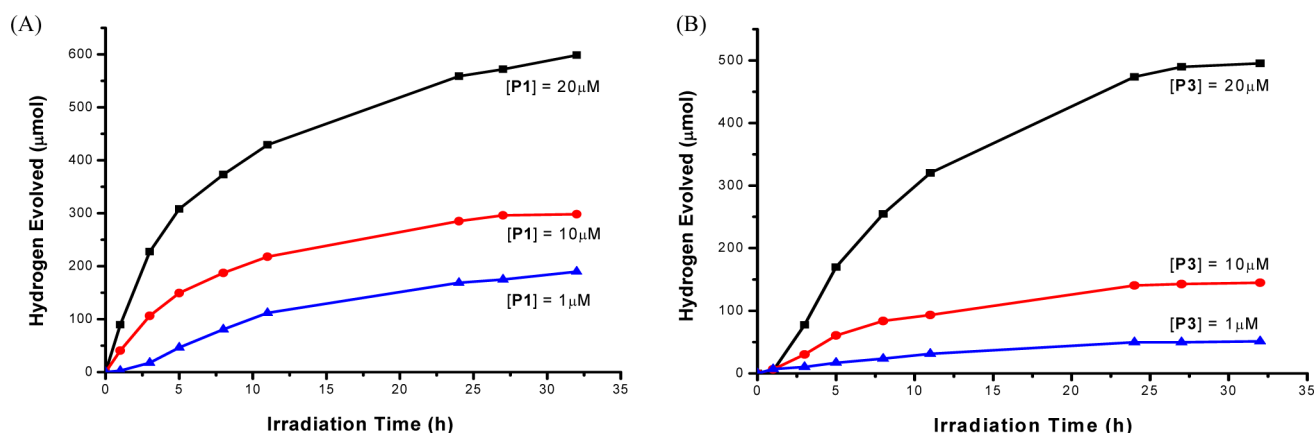 (A)
Hydrogen Evolved (μmol)
600
500
400
300
200
100
0
[P1] = 20μM
[P1] = 10μM
[P1] = 1μM
0 5 10 15 20 25 30 35
Irradiation Time (h)
(B)
Hydrogen Evolved (μmol)
500
400
300
200
100
0
[P3] = 20μM
[P3] = 10μM
[P3] = 1μM
0 5 10 15 20 25 30 35
Irradiation Time (h)